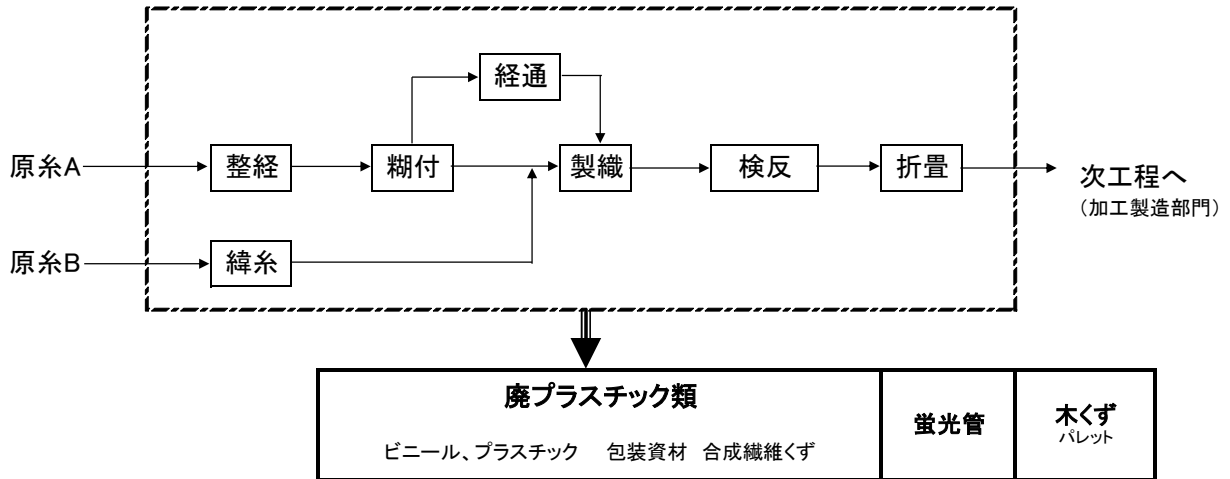 経通
原糸A
整経
糊付
製織
検反
折畳
次工程へ
(加工製造部門)
原糸B
緯糸
廃プラスチック類
ビニール、プラスチック 包装資材 合成繊維くず
蛍光管
木くず
パレット